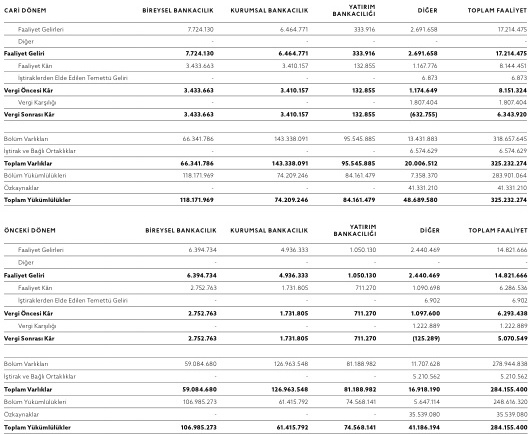 CARİ DÖNEM BİREYSEL BANKACILIK KURUMSAL BANKACILIK YATIRIM BANKACILIĞI DİĞER TOPLAM FAALİYET
Faaliyet Gelirleri 7.724.130 6.464.771 333.916 2.691.658 17.214.475
Diğer - - - - -
Faaliyet Geliri 7.724.130 6.464.771 333.916 2.691.658 17.214.475
Faaliyet Kârı 3.433.663 3.410.157 132.855 1.167.776 8.144.451
İştiraklerden Elde Edilen Temettü Geliri - - - 6.873 6.873
Vergi Öncesi Kâr 3.433.663 3.410.157 132.855 1.174.649 8.151.324
Vergi Karşılığı - - - 1.807.404 1.807.404
Vergi Sonrası Kâr 3.433.663 3.410.157 132.855 (632.755) 6.343.920
Bölüm Varlıkları 66.341.786 143.338.091 95.545.885 13.431.883 318.657.645
İştirak ve Bağlı Ortaklıklar - - - 6.574.629 6.574.629
Toplam Varlıklar 66.341.786 143.338.091 95.545.885 20.006.512 325.232.274
Bölüm Yükümlülükleri 118.171.969 74.209.246 84.161.479 7.358.370 283.901.064
Özkaynaklar - - - 41.331.210 41.331.210
Toplam Yükümlülükler 118.171.969 74.209.246 84.161.479 48.689.580 325.232.274
ÖNCEKİ DÖNEM BİREYSEL BANKACILIK KURUMSAL BANKACILIK YATIRIM BANKACILIĞI DİĞER TOPLAM FAALİYET
Faaliyet Gelirleri 6.394.734 4.936.333 1.050.130 2.440.469 14.821.666
Diğer - - - - -
Faaliyet Geliri 6.394.734 4.936.333 1.050.130 2.440.469 14.821.666
Faaliyet Kârı 2.752.763 1.731.805 711.270 1.090.698 6.286.536
İştiraklerden Elde Edilen Temettü Geliri - - - 6.902 6.902
Vergi Öncesi Kâr 2.752.763 1.731.805 711.270 1.097.600 6.293.438
Vergi Karşılığı - - - 1.222.889 1.222.889
Vergi Sonrası Kâr 2.752.763 1.731.805 711.270 (125.289) 5.070.549
Bölüm Varlıkları 59.084.680 126.963.548 81.188.982 11.707.628 278.944.838
İştirak ve Bağlı Ortaklıklar - - - 5.210.562 5.210.562
Toplam Varlıklar 59.084.680 126.963.548 81.188.982 16.918.190 284.155.400
Bölüm Yükümlülükleri 106.985.273 61.415.792 74.568.141 5.647.114 248.616.320
Özkaynaklar - - - 35.539.080 35.539.080
Toplam Yükümlülükler 106.985.273 61.415.792 74.568.141 41.186.194 284.155.400